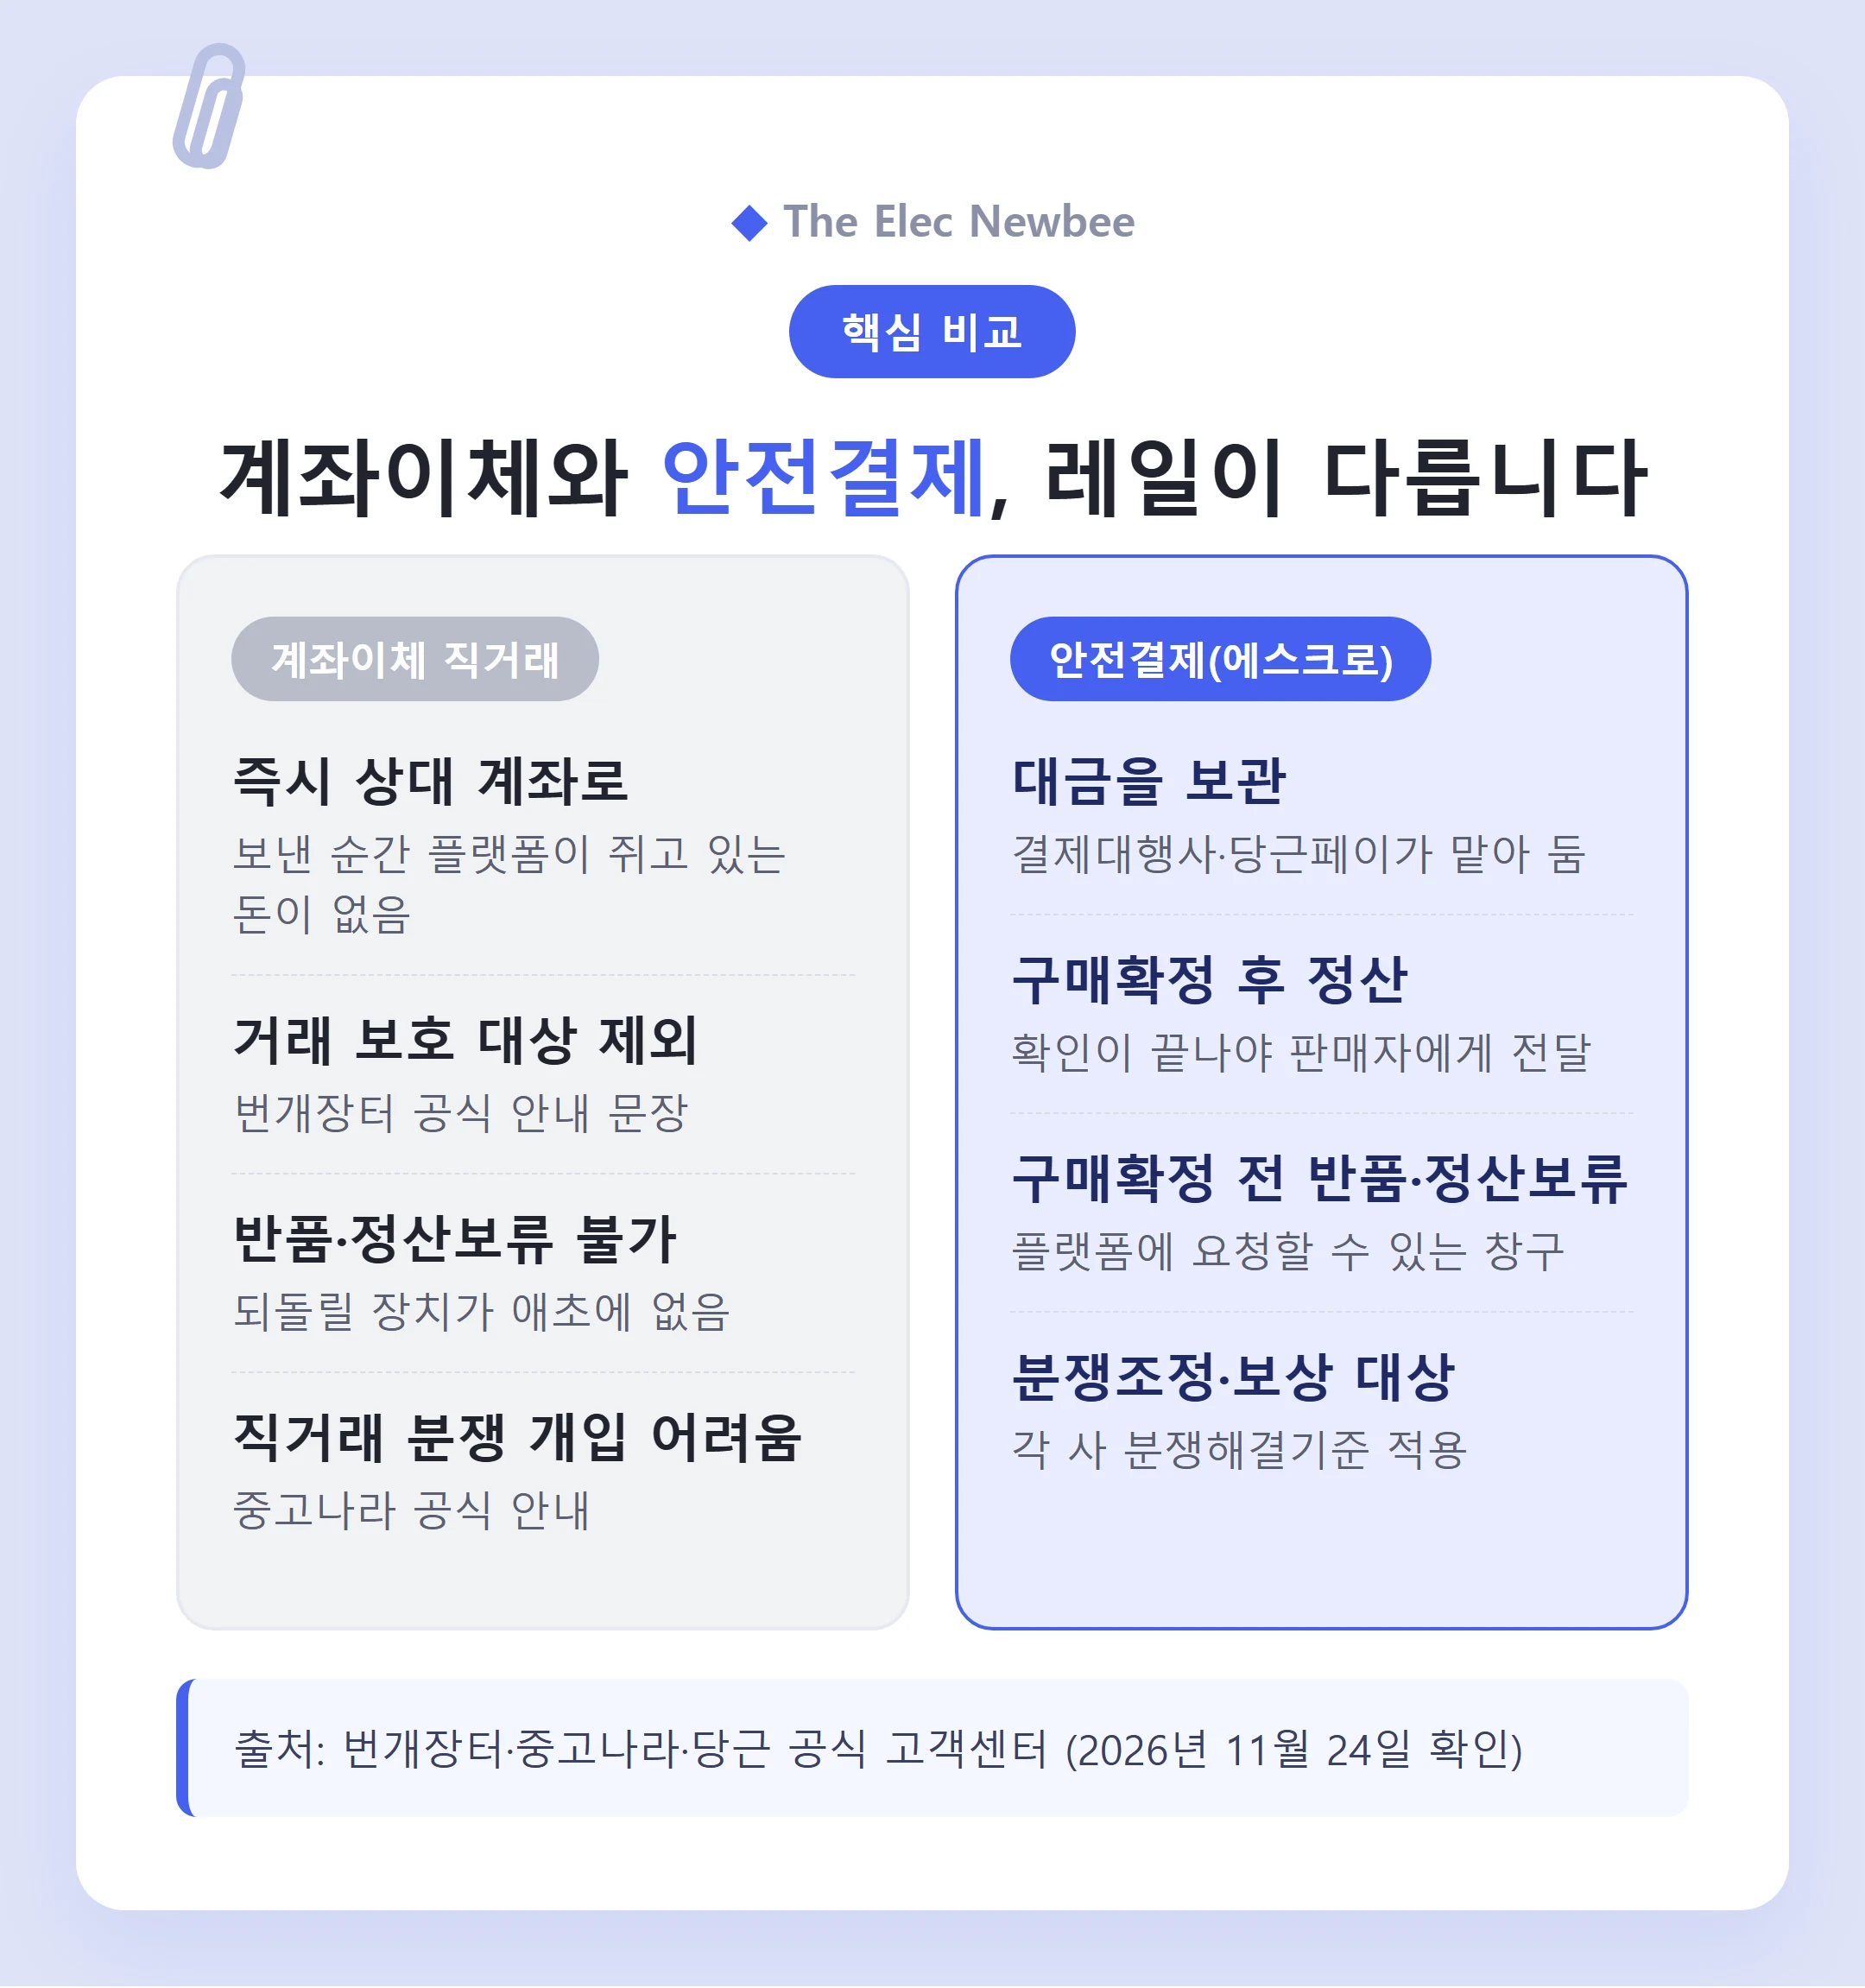 The Elec Newbee
핵심 비교
계좌이체와 안전결제, 레일이 다릅니다
계좌이체 직거래
즉시 상대 계좌로
보낸 순간 플랫폼이 쥐고 있는
돈이 없음
거래 보호 대상 제외
번개장터 공식 안내 문장
반품·정산보류 불가
되돌릴 장치가 애초에 없음
직거래 분쟁 개입 어려움
중고나라 공식 안내
안전결제(에스크로)
대금을 보관
결제대행사·당근페이가 맡아 둠
구매확정 후 정산
확인이 끝나야 판매자에게 전달
구매확정 전 반품·정산보류
플랫폼에 요청할 수 있는 창구
분쟁조정·보상 대상
각 사 분쟁해결기준 적용
출처: 번개장터·중고나라·당근 공식 고객센터 (2026년 11월 24일 확인)